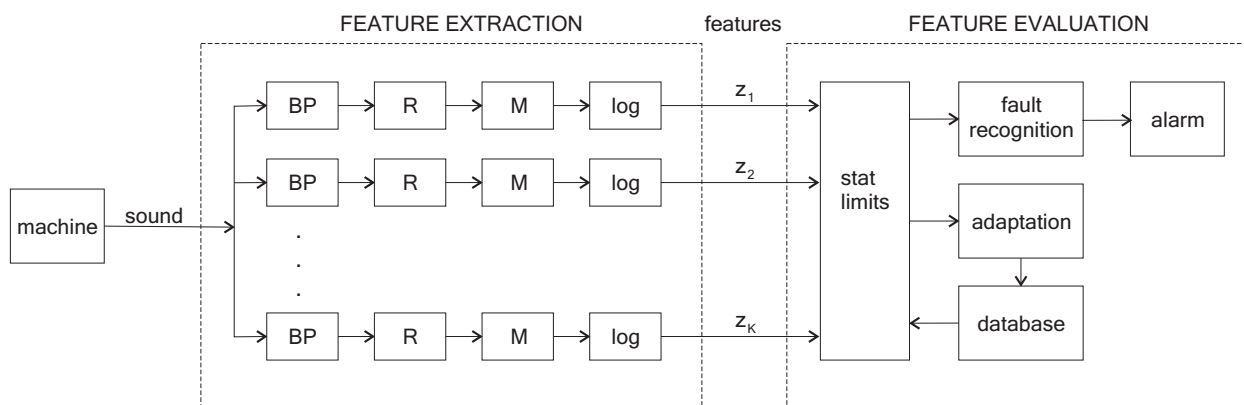 FEATURE EXTRACTION features FEATURE EVALUATION
BP R M log z1
fault
recognition
alarm
BP R M log z2
stat
limits
machine
sound
adaptation
.
.
.
BP R M log zK
database